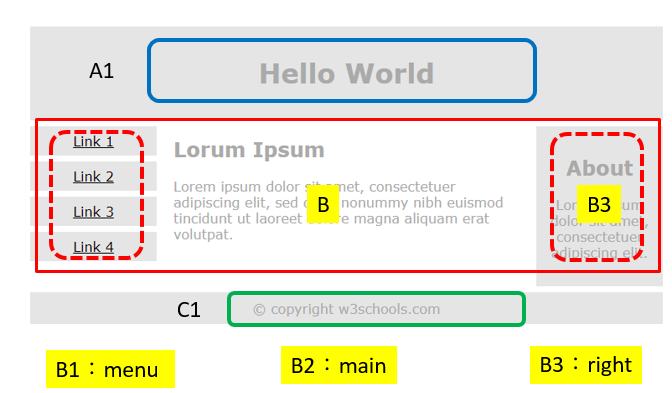 A1
Hello World
Link 1
Link 2
Link 3
Link 4
Lorum Ipsum
Lorem ipsum dolor sit amet, consectetuer
adipiscing elit, sed nonummy nibh euismod
tincidunt ut laoreet magna aliquam erat
volutpat.
B
About
B3
dolor sit
consectetuer
adipiscing elit.
C1
© copyright w3schools.com
B1：menu
B2：main
B3：right